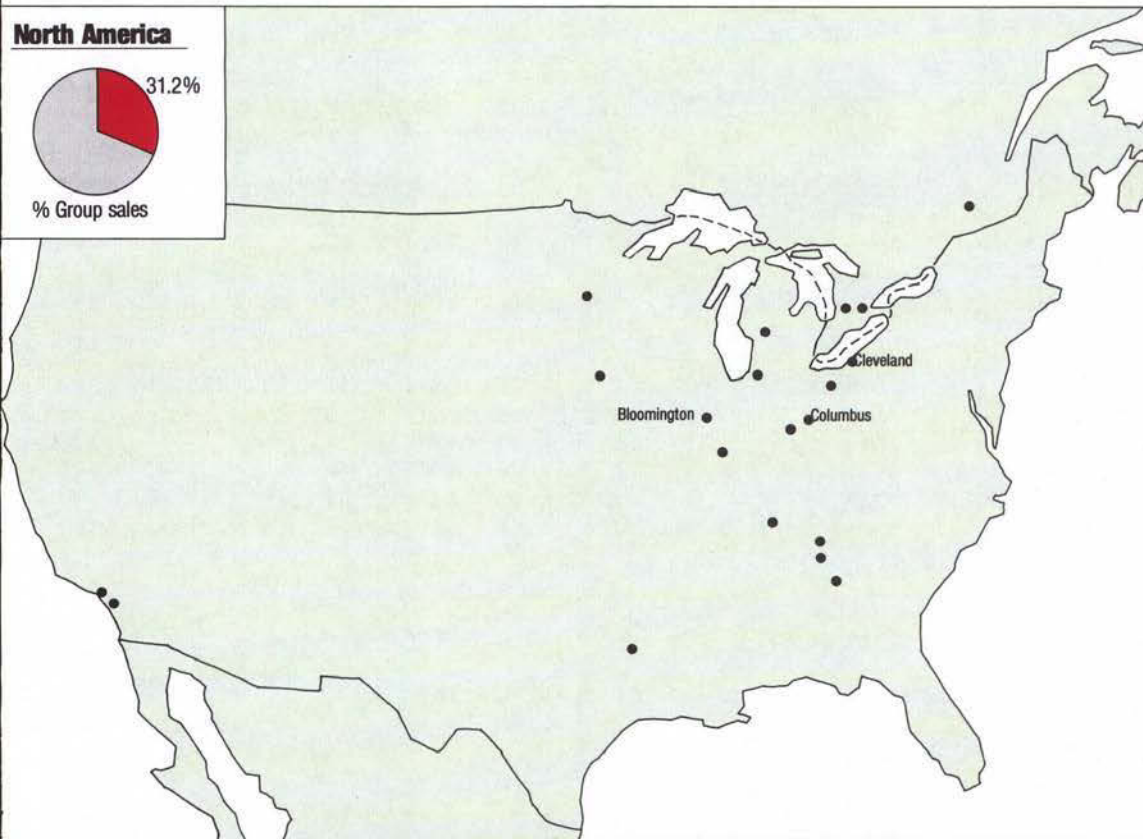 North America
31.2%
% Group sales
Cleveland
Bloomington
Columbus